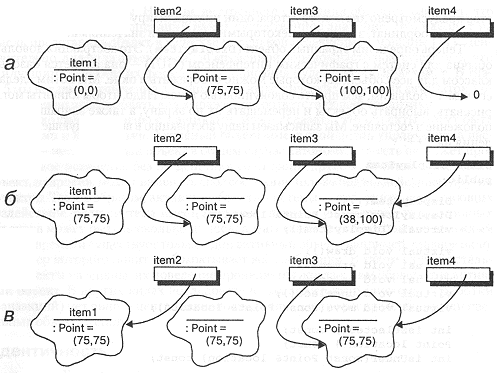 item2 item3 item4
а
item1
: Point =
(0,0)
: Point =
(75,75)
: Point =
(100,100)
0
item2 item3 item4
б
item1
: Point =
(75,75)
: Point =
(75,75)
: Point =
(38,100)
item2 item3 item4
в
item1
: Point =
(75,75)
: Point =
(75,75)
: Point =
(75,75)